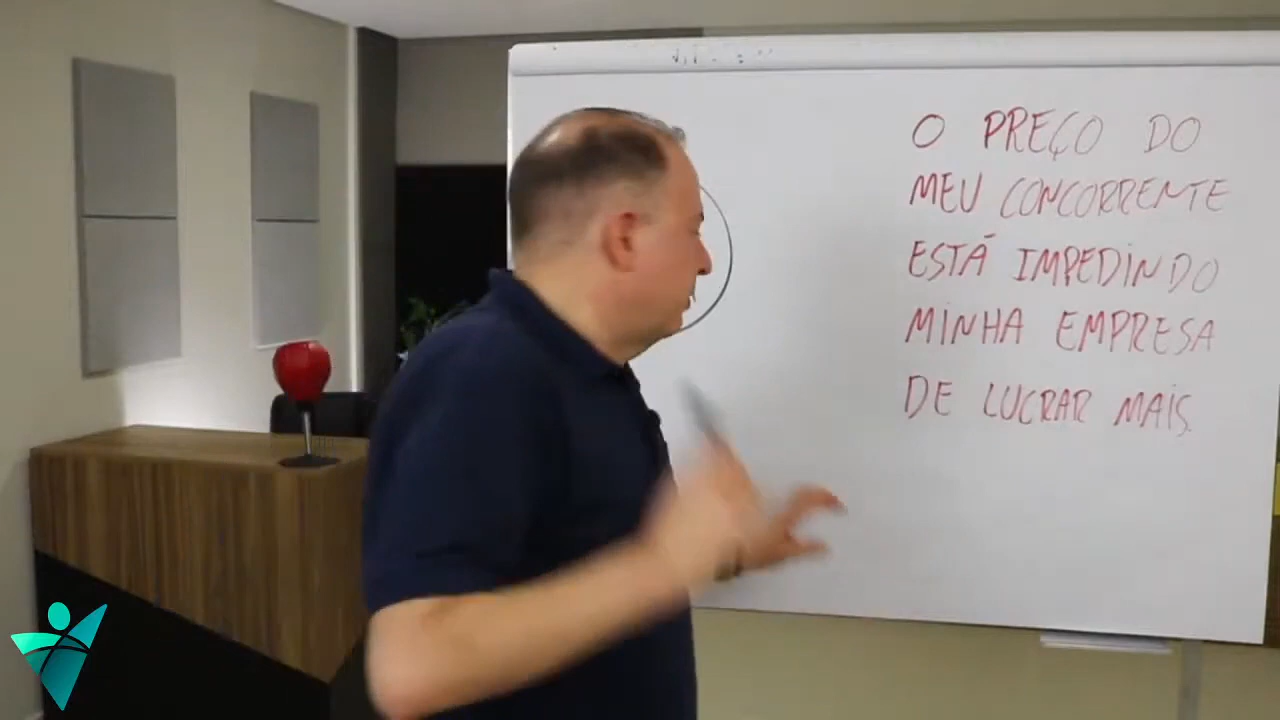 O PREÇO DO
MEU CONCORRENTE
ESTÁ IMPEDINDO
MINHA EMPRESA
DE LUCRAR MAIS.